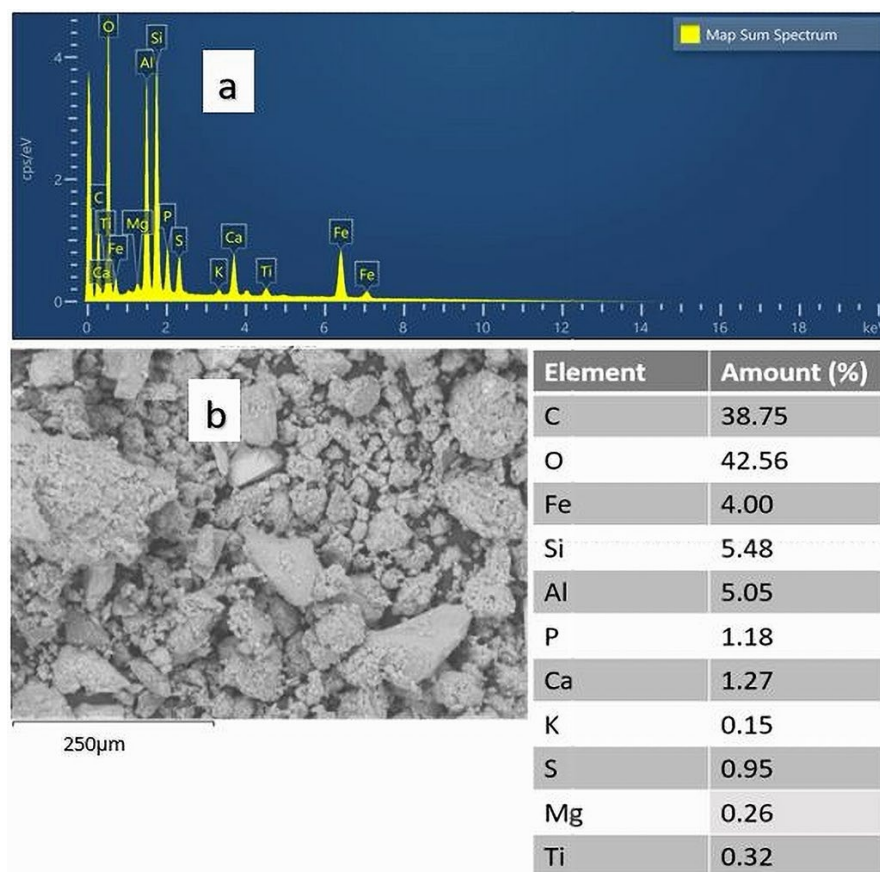 Map Sum Spectrum
a
cps/eV
4
2
0
O
Si
Al
C
Ti
Mg
P
Fe
S
Ca
K
Ca
Ti
Fe
Fe
0 2 4 6 8 10 12 14 16 18 keV
b
250µm
Element Amount (%)
C 38.75
O 42.56
Fe 4.00
Si 5.48
Al 5.05
P 1.18
Ca 1.27
K 0.15
S 0.95
Mg 0.26
Ti 0.32